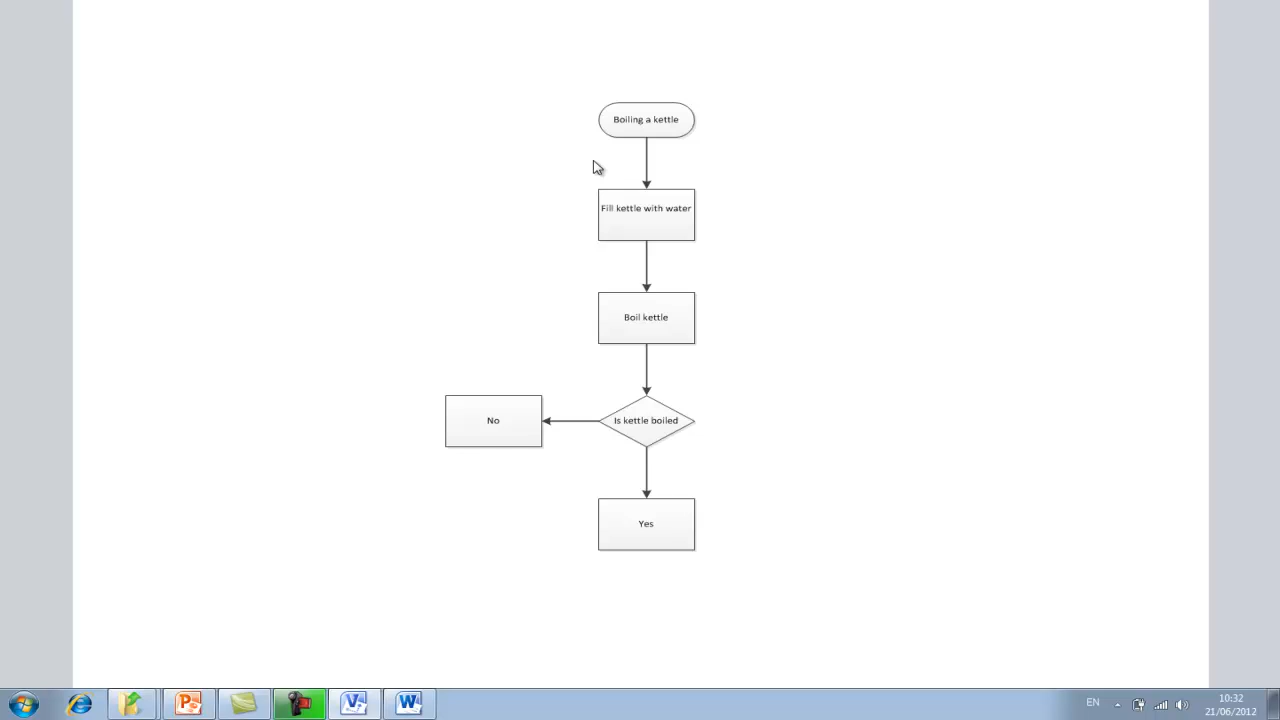 Boiling a kettle
Fill kettle with water
Boil kettle
No
Is kettle boiled
Yes
EN
10:32
21/06/2012